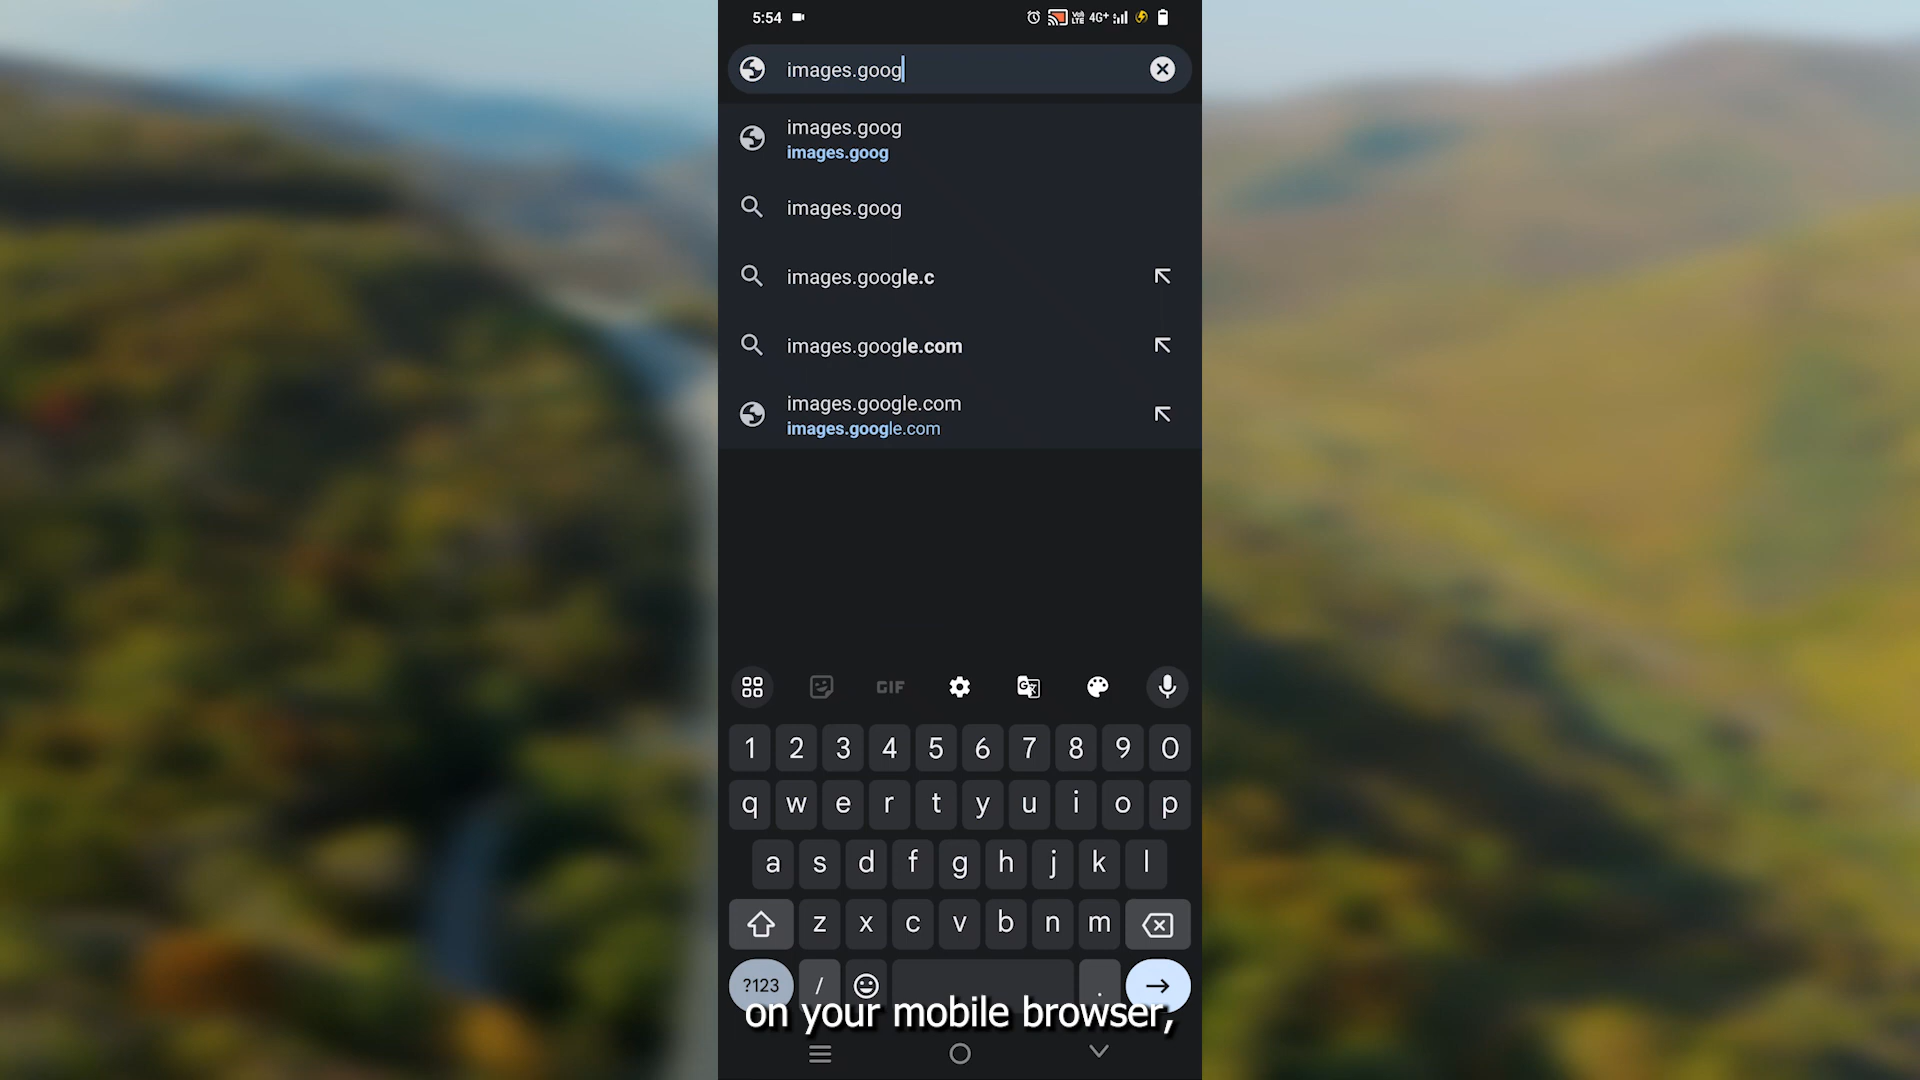 5:54
Vo) LTE 4G+
images.goog
images.goog
images.goog
images.goog
images.google.c
images.google.com
images.google.com
images.google.com
GIF
1 2 3 4 5 6 7 8 9 0
q w e r t y u i o p
a s d f g h j k l
z x c v b n m
?123 / .
on your mobile browser,